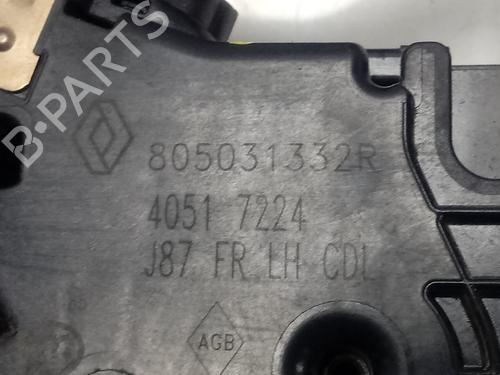 B-PARTS
805031332R
4051 7224
J87 FR LH CDL
AGB